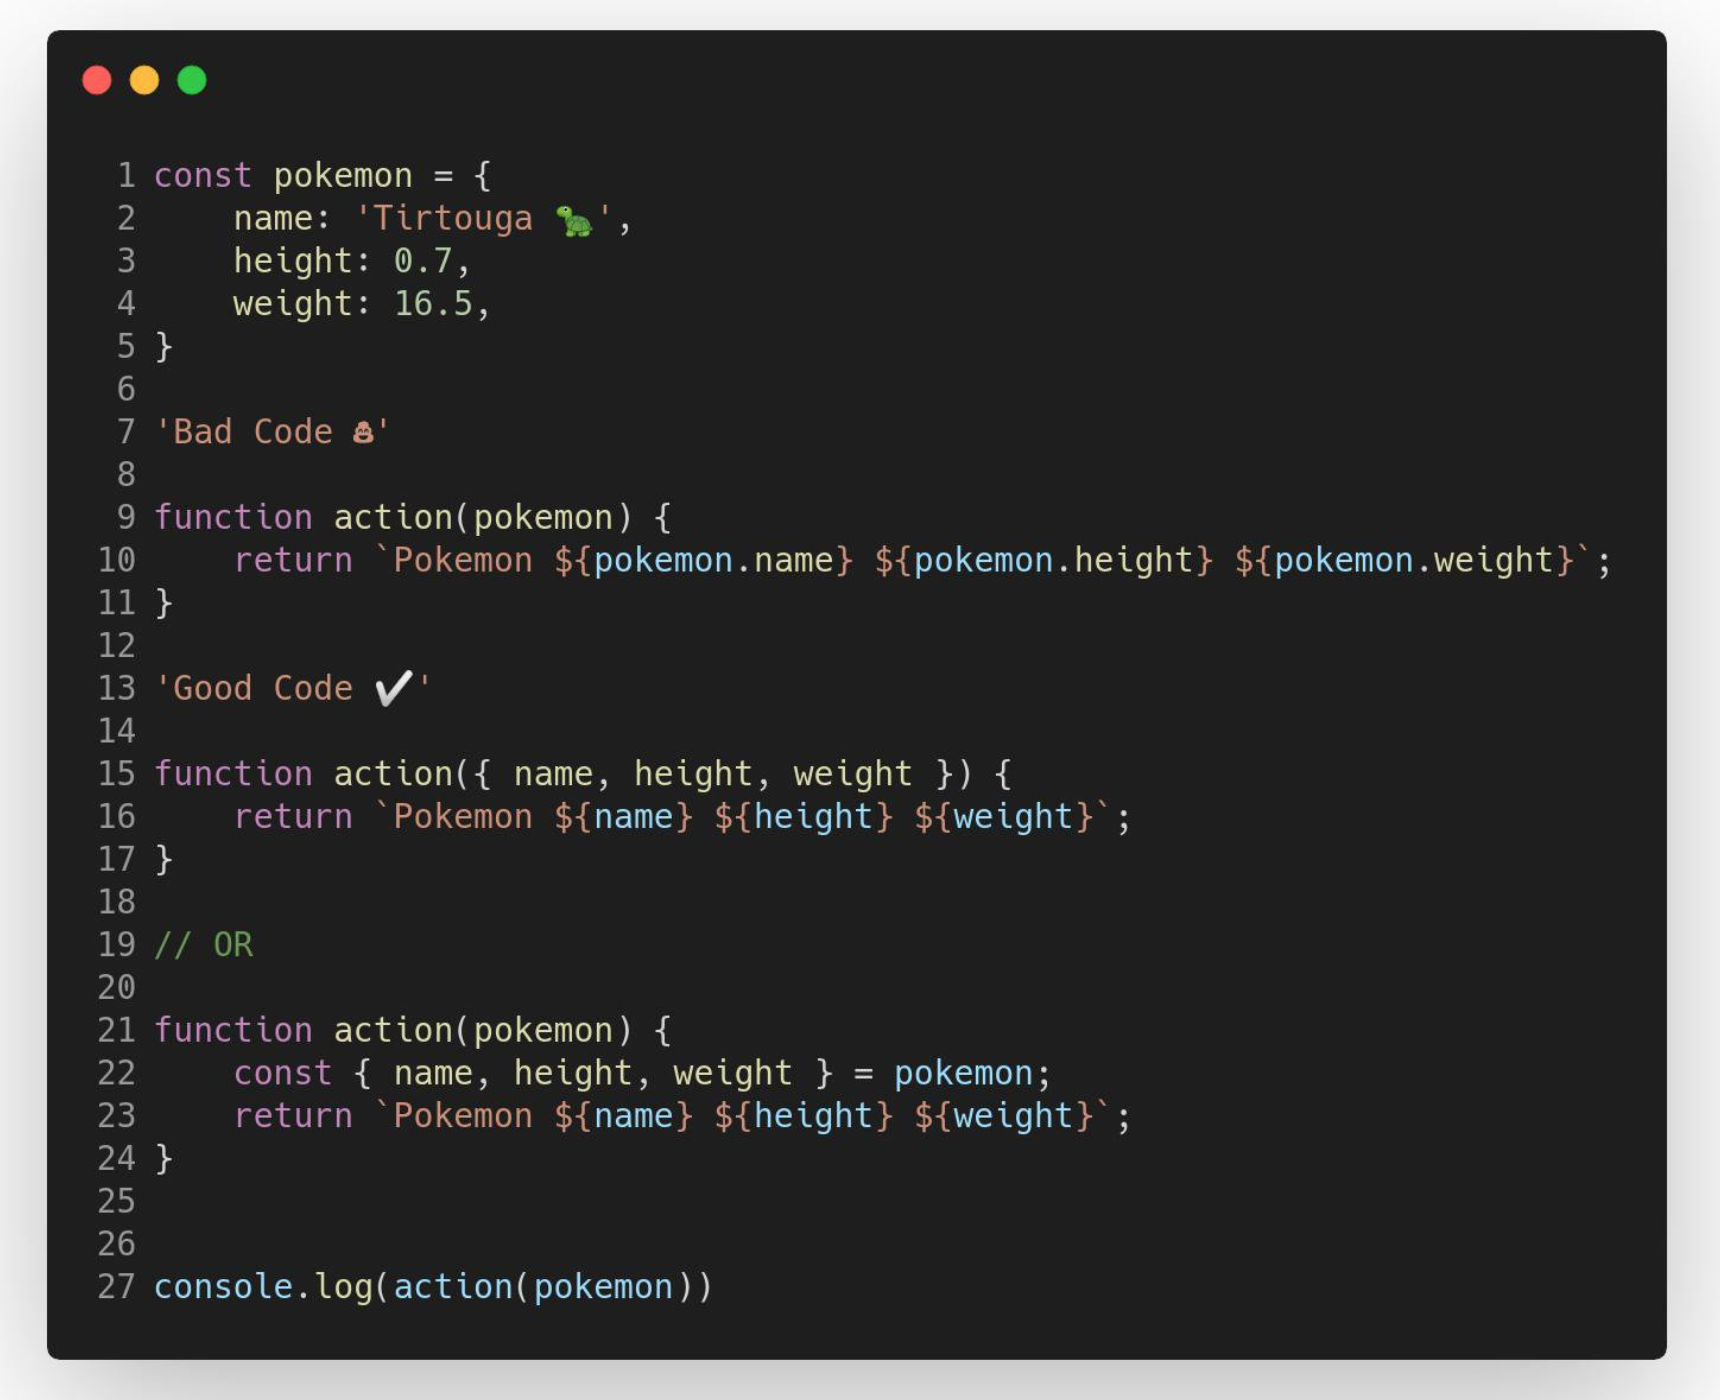 1 const pokemon = {
2     name: 'Tirtouga 🐢',
3     height: 0.7,
4     weight: 16.5,
5 }
6
7 'Bad Code 💩'
8
9 function action(pokemon) {
10     return `Pokemon ${pokemon.name} ${pokemon.height} ${pokemon.weight}`;
11 }
12
13 'Good Code ✔️'
14
15 function action({ name, height, weight }) {
16     return `Pokemon ${name} ${height} ${weight}`;
17 }
18
19 // OR
20
21 function action(pokemon) {
22     const { name, height, weight } = pokemon;
23     return `Pokemon ${name} ${height} ${weight}`;
24 }
25
26
27 console.log(action(pokemon))